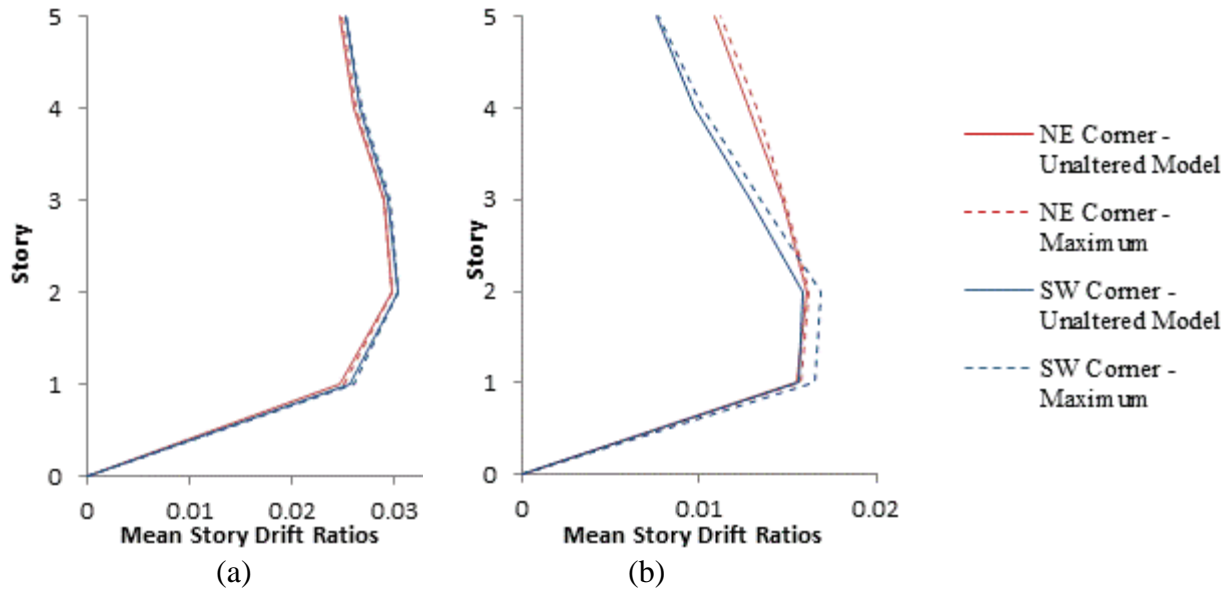 5
4
3
2
1
0
Story
0 0.01 0.02 0.03
Mean Story Drift Ratios
(a)
5
4
3
2
1
0
Story
0 0.01 0.02
Mean Story Drift Ratios
(b)
NE Corner -
Unaltered Model
NE Corner -
Maximum
SW Corner -
Unaltered Model
SW Corner -
Maximum